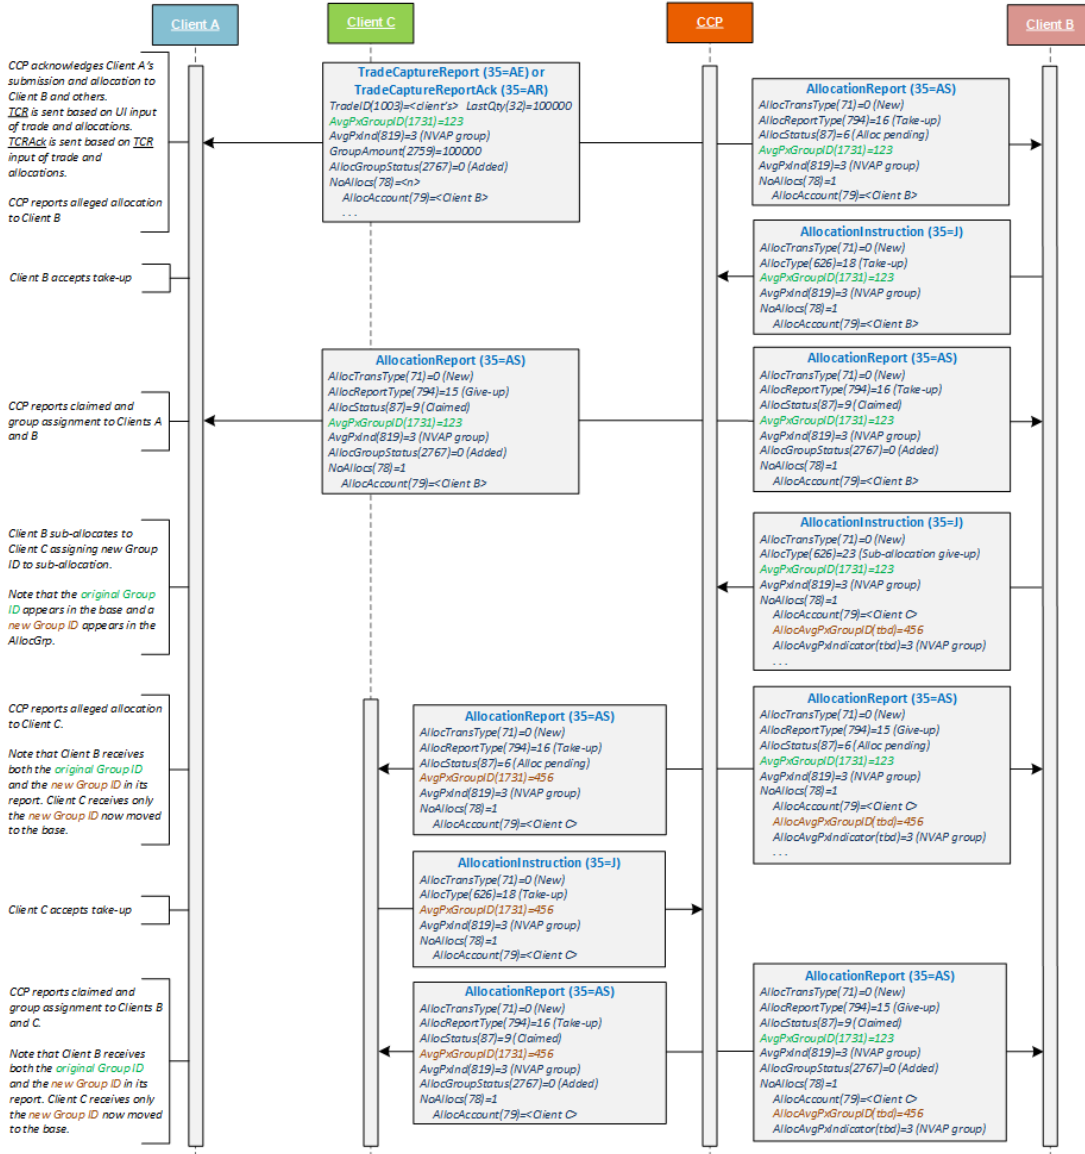 Client A
Client C
CCP
Client B
CCP acknowledges Client A's
submission and allocation to
Client B and others.
TCR is sent based on UI input
of trade and allocations.
TCRAck is sent based on TCR
input of trade and
allocations.
CCP reports alleged allocation
to Client B
TradeCaptureReport (35=AE) or
TradeCaptureReportAck (35=AR)
TradeID(1003)=<client's> LastQty(32)=100000
AvgPxGroupID(1731)=123
AvgPxInd(819)=3 (NVAP group)
GroupAmount(2759)=100000
AllocGroupStatus(2767)=0 (Added)
NoAllocs(78)=<n>
AllocAccount(79)=<Client B>
...
AllocationReport (35=AS)
AllocTransType(71)=0 (New)
AllocReportType(794)=16 (Take-up)
AllocStatus(87)=6 (Alloc pending)
AvgPxGroupID(1731)=123
AvgPxInd(819)=3 (NVAP group)
NoAllocs(78)=1
AllocAccount(79)=<Client B>
Client B accepts take-up
AllocationInstruction (35=J)
AllocTransType(71)=0 (New)
AllocType(626)=18 (Take-up)
AvgPxGroupID(1731)=123
AvgPxInd(819)=3 (NVAP group)
NoAllocs(78)=1
AllocAccount(79)=<Client B>
CCP reports claimed and
group assignment to Clients A
and B
AllocationReport (35=AS)
AllocTransType(71)=0 (New)
AllocReportType(794)=15 (Give-up)
AllocStatus(87)=9 (Claimed)
AvgPxGroupID(1731)=123
AvgPxInd(819)=3 (NVAP group)
AllocGroupStatus(2767)=0 (Added)
NoAllocs(78)=1
AllocAccount(79)=<Client B>
AllocationReport (35=AS)
AllocTransType(71)=0 (New)
AllocReportType(794)=16 (Take-up)
AllocStatus(87)=9 (Claimed)
AvgPxGroupID(1731)=123
AvgPxInd(819)=3 (NVAP group)
AllocGroupStatus(2767)=0 (Added)
NoAllocs(78)=1
AllocAccount(79)=<Client B>
Client B sub-allocates to
Client C assigning new Group
ID to sub-allocation.
Note that the original Group
ID appears in the base and a
new Group ID appears in the
AllocGrp.
AllocationInstruction (35=J)
AllocTransType(71)=0 (New)
AllocType(626)=23 (Sub-allocation give-up)
AvgPxGroupID(1731)=123
AvgPxInd(819)=3 (NVAP group)
NoAllocs(78)=1
AllocAccount(79)=<Client C>
AllocAvgPxGroupID(tbd)=456
AllocAvgPxIndicator(tbd)=3 (NVAP group)
...
CCP reports alleged allocation
to Client C.
Note that Client B receives
both the original Group ID
and the new Group ID in its
report. Client C receives only
the new Group ID now moved
to the base.
AllocationReport (35=AS)
AllocTransType(71)=0 (New)
AllocReportType(794)=16 (Take-up)
AllocStatus(87)=6 (Alloc pending)
AvgPxGroupID(1731)=456
AvgPxInd(819)=3 (NVAP group)
NoAllocs(78)=1
AllocAccount(79)=<Client C>
AllocationReport (35=AS)
AllocTransType(71)=0 (New)
AllocReportType(794)=15 (Give-up)
AllocStatus(87)=6 (Alloc pending)
AvgPxGroupID(1731)=123
AvgPxInd(819)=3 (NVAP group)
NoAllocs(78)=1
AllocAccount(79)=<Client C>
AllocAvgPxGroupID(tbd)=456
AllocAvgPxIndicator(tbd)=3 (NVAP group)
...
Client C accepts take-up
AllocationInstruction (35=J)
AllocTransType(71)=0 (New)
AllocType(626)=18 (Take-up)
AvgPxGroupID(1731)=456
AvgPxInd(819)=3 (NVAP group)
NoAllocs(78)=1
AllocAccount(79)=<Client C>
CCP reports claimed and
group assignment to Clients B
and C.
Note that Client B receives
both the original Group ID
and the new Group ID in its
report. Client C receives only
the new Group ID now moved
to the base.
AllocationReport (35=AS)
AllocTransType(71)=0 (New)
AllocReportType(794)=16 (Take-up)
AllocStatus(87)=9 (Claimed)
AvgPxGroupID(1731)=456
AvgPxInd(819)=3 (NVAP group)
AllocGroupStatus(2767)=0 (Added)
NoAllocs(78)=1
AllocAccount(79)=<Client C>
AllocationReport (35=AS)
AllocTransType(71)=0 (New)
AllocReportType(794)=15 (Give-up)
AllocStatus(87)=9 (Claimed)
AvgPxGroupID(1731)=123
AvgPxInd(819)=3 (NVAP group)
AllocGroupStatus(2767)=0 (Added)
NoAllocs(78)=1
AllocAccount(79)=<Client C>
AllocAvgPxGroupID(tbd)=456
AllocAvgPxIndicator(tbd)=3 (NVAP group)